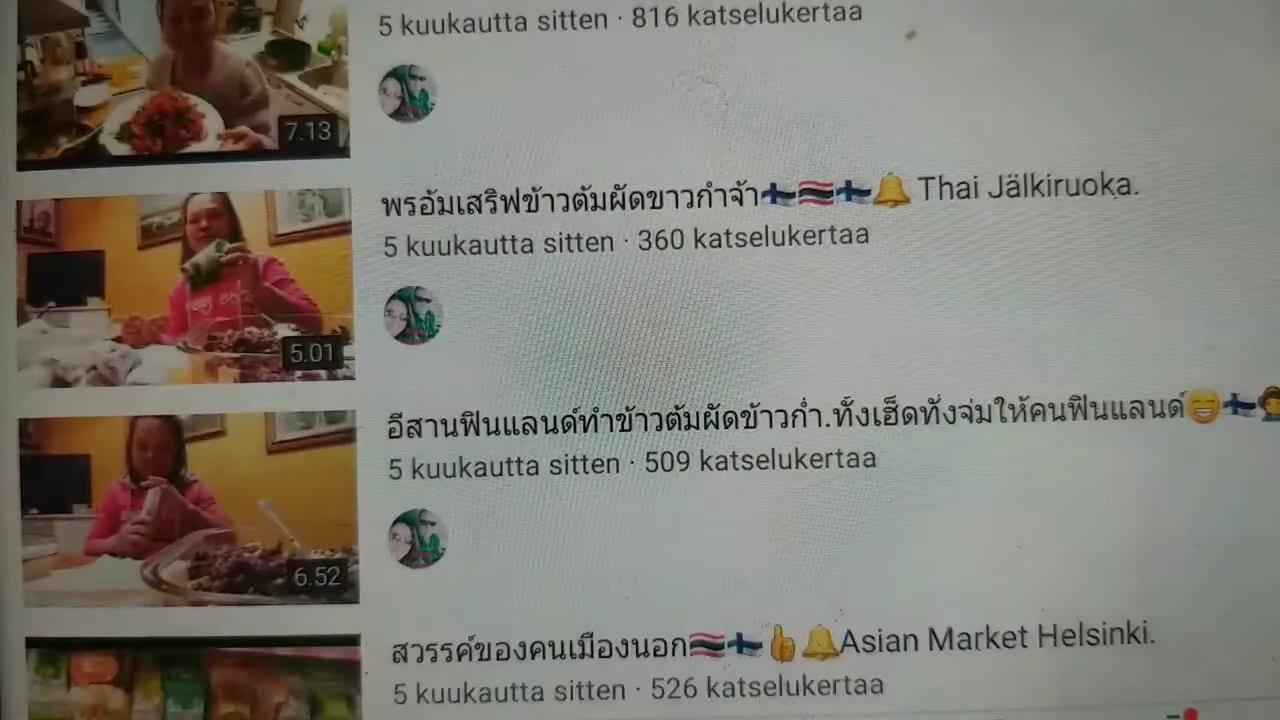 5 kuukautta sitten · 816 katselukertaa
7.13
พรอัมเสริฟข้าวต้มผัดขาวกำจ้า🇫🇮🇹🇭🇫🇮🔔 Thai Jälkiruoka.
5 kuukautta sitten · 360 katselukertaa
5.01
อีสานฟินแลนด์ทำข้าวต้มผัดข้าวก่ำ.ทั้งเฮ็ดทั้งจ่มให้คนฟินแลนด์😁🇫🇮
5 kuukautta sitten · 509 katselukertaa
6.52
สวรรค์ของคนเมืองนอก🇹🇭🇫🇮👍🔔Asian Market Helsinki.
5 kuukautta sitten · 526 katselukertaa